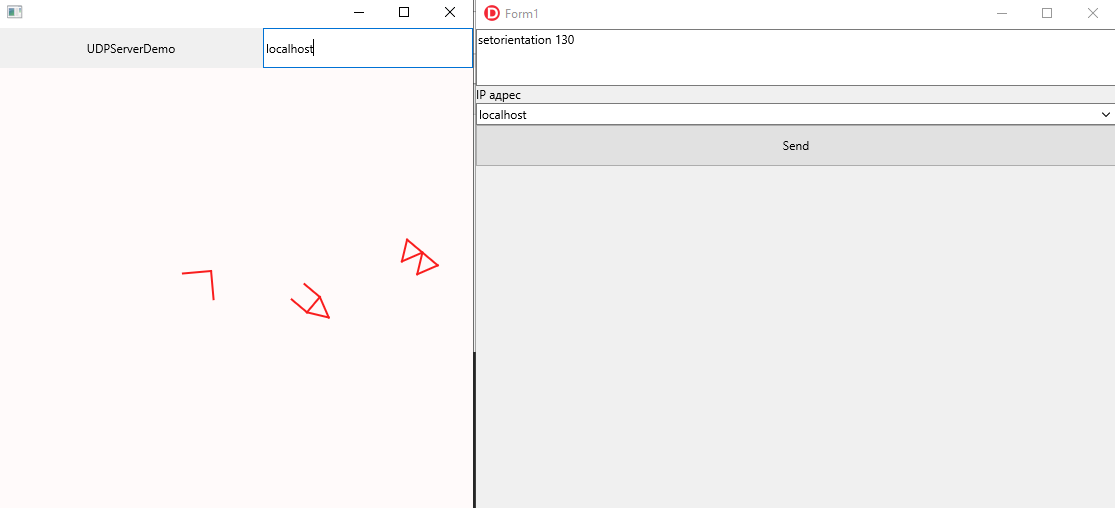 UDPServerDemo
localhost
Form1
setorientation 130
IP адрес
localhost
Send